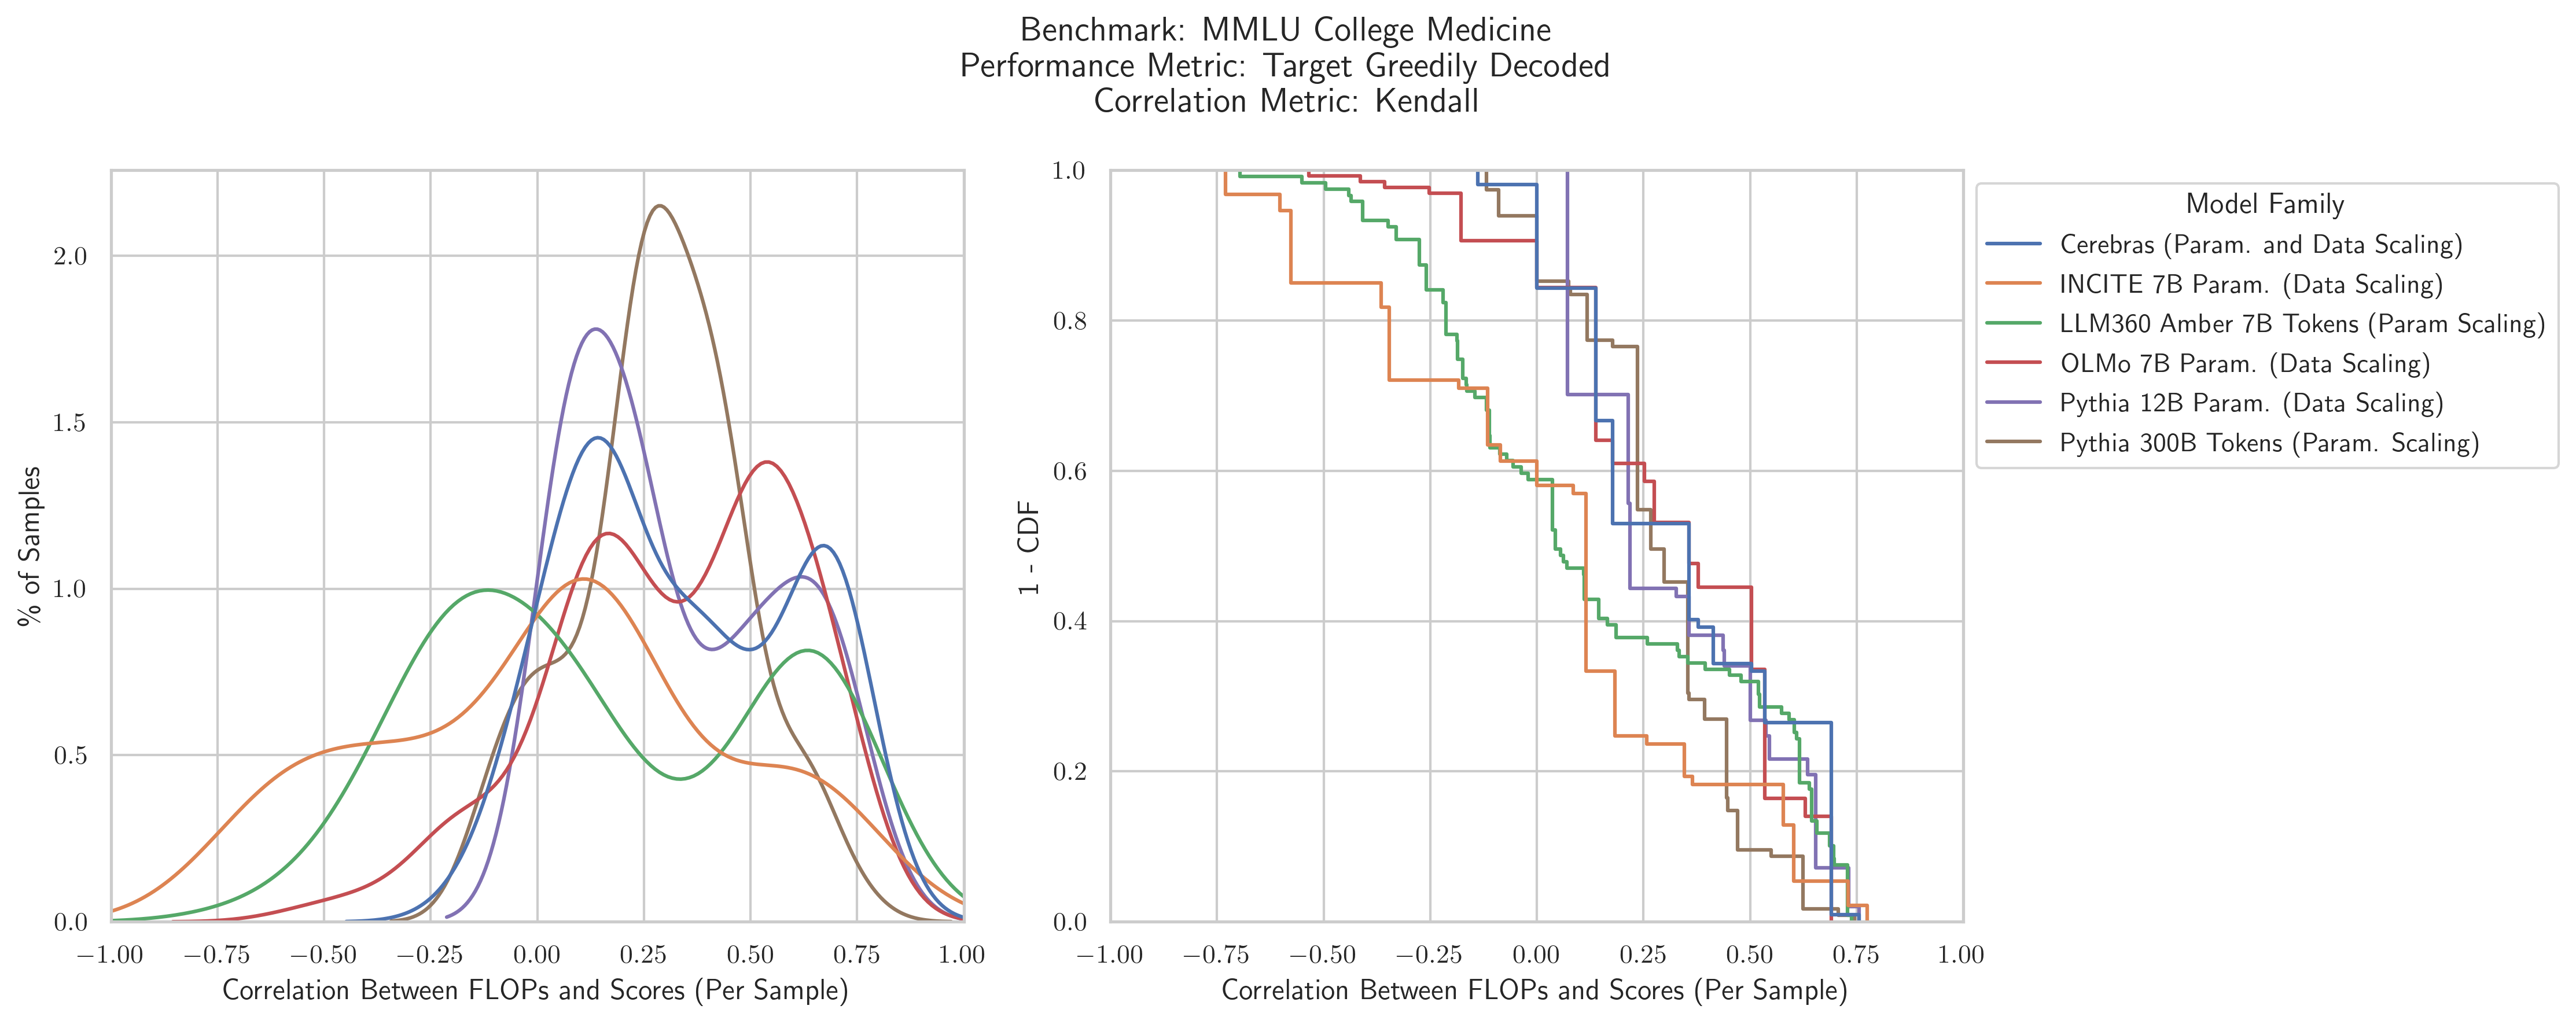 Benchmark: MMLU College Medicine
Performance Metric: Target Greedily Decoded
Correlation Metric: Kendall
% of Samples
2.0
1.5
1.0
0.5
0.0
−1.00 −0.75 −0.50 −0.25 0.00 0.25 0.50 0.75 1.00
Correlation Between FLOPs and Scores (Per Sample)
1 - CDF
1.0
0.8
0.6
0.4
0.2
0.0
−1.00 −0.75 −0.50 −0.25 0.00 0.25 0.50 0.75 1.00
Correlation Between FLOPs and Scores (Per Sample)
Model Family
Cerebras (Param. and Data Scaling)
INCITE 7B Param. (Data Scaling)
LLM360 Amber 7B Tokens (Param Scaling)
OLMo 7B Param. (Data Scaling)
Pythia 12B Param. (Data Scaling)
Pythia 300B Tokens (Param. Scaling)